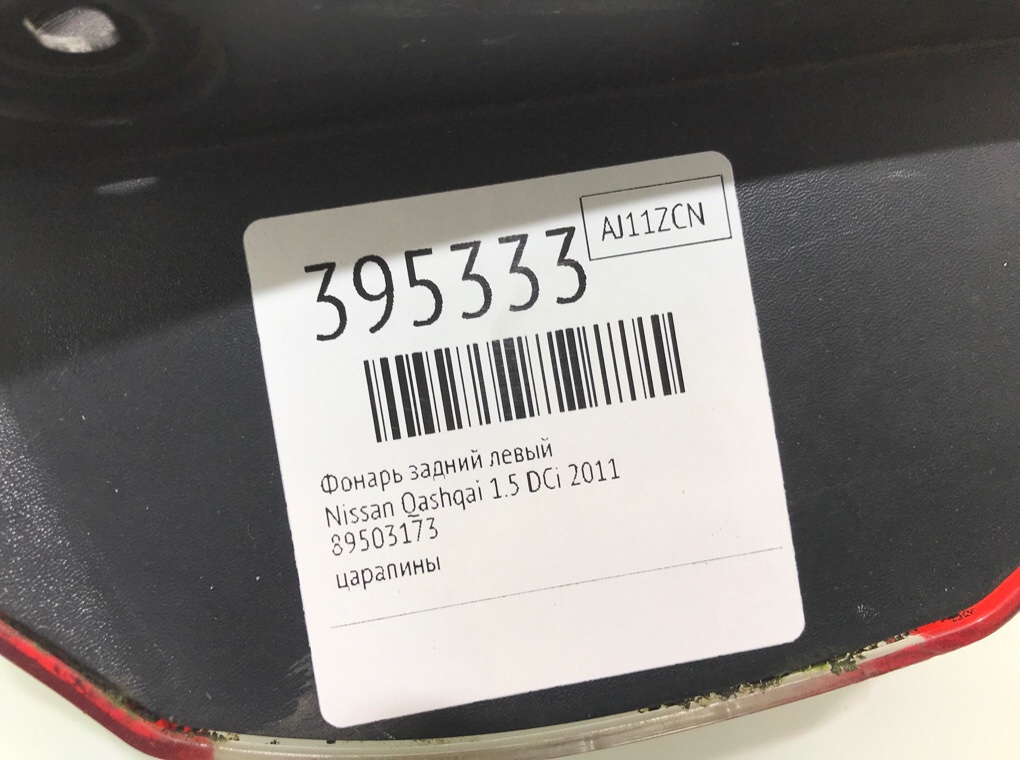 AJ11ZCN
395333
Фонарь задний левый
Nissan Qashqai 1.5 DCi 2011
89503173
царапины